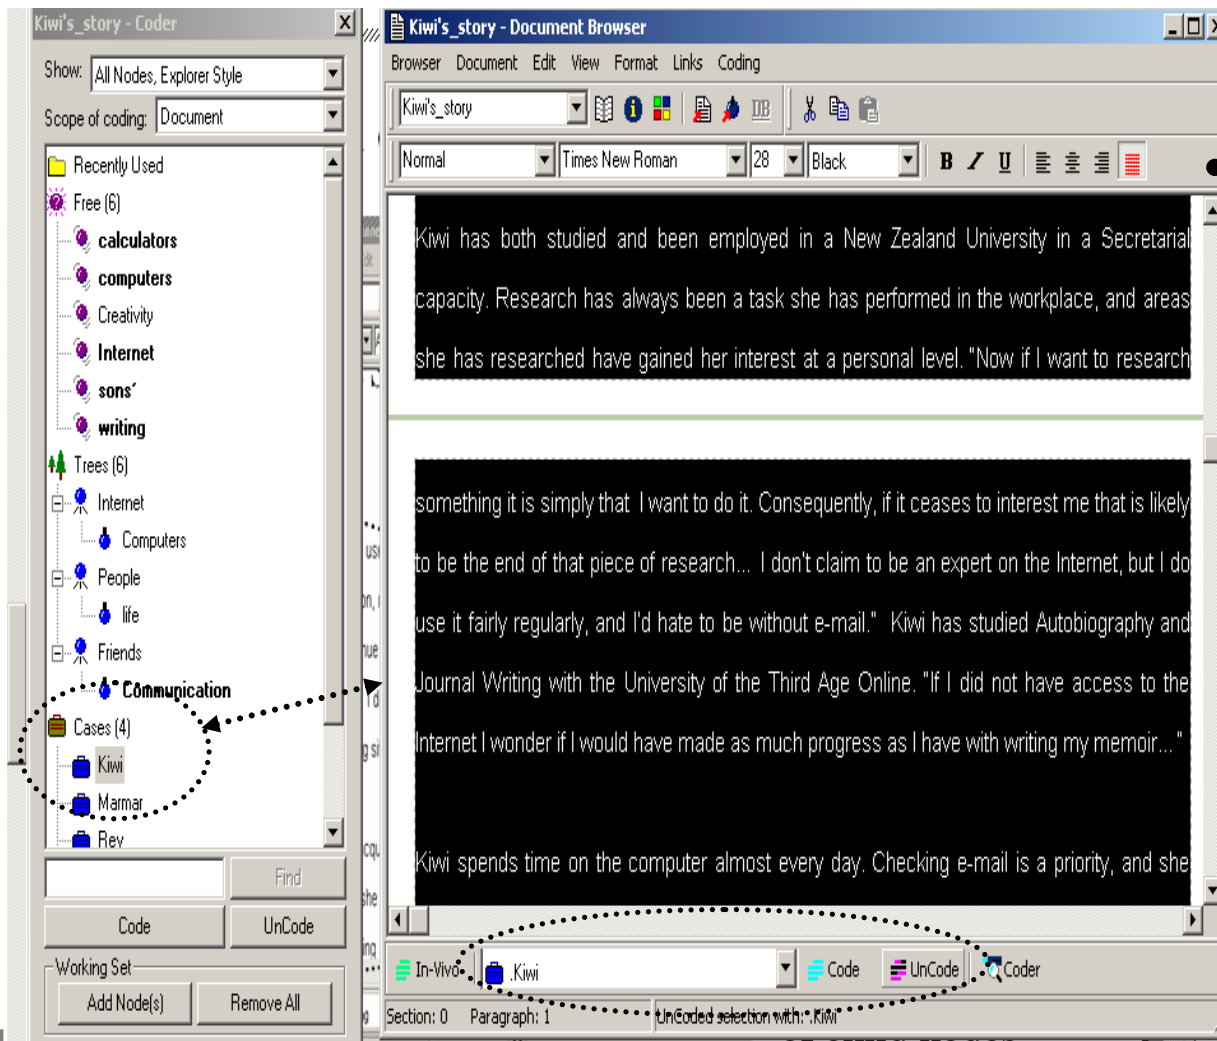 Kiwi's_story - Coder
Show: All Nodes, Explorer Style
Scope of coding: Document
Recently Used
Free (6)
calculators
computers
Creativity
Internet
sons´
writing
Trees (6)
Internet
Computers
People
life
Friends
Communication
Cases (4)
Kiwi
Marmar
Rev
Find
Code UnCode
Working Set
Add Node(s) Remove All
Kiwi's_story - Document Browser
Browser Document Edit View Format Links Coding
Kiwi's_story DB
Normal Times New Roman 28 Black B I U
Kiwi has both studied and been employed in a New Zealand University in a Secretarial
capacity. Research has always been a task she has performed in the workplace, and areas
she has researched have gained her interest at a personal level. "Now if I want to research
something it is simply that I want to do it. Consequently, if it ceases to interest me that is likely
to be the end of that piece of research... I don't claim to be an expert on the Internet, but I do
use it fairly regularly, and I'd hate to be without e-mail." Kiwi has studied Autobiography and
Journal Writing with the University of the Third Age Online. "If I did not have access to the
Internet I wonder if I would have made as much progress as I have with writing my memoir... "
Kiwi spends time on the computer almost every day. Checking e-mail is a priority, and she
In-Vivo .Kiwi Code UnCode Coder
Section: 0 Paragraph: 1 UnCoded selection with: .Kiwi